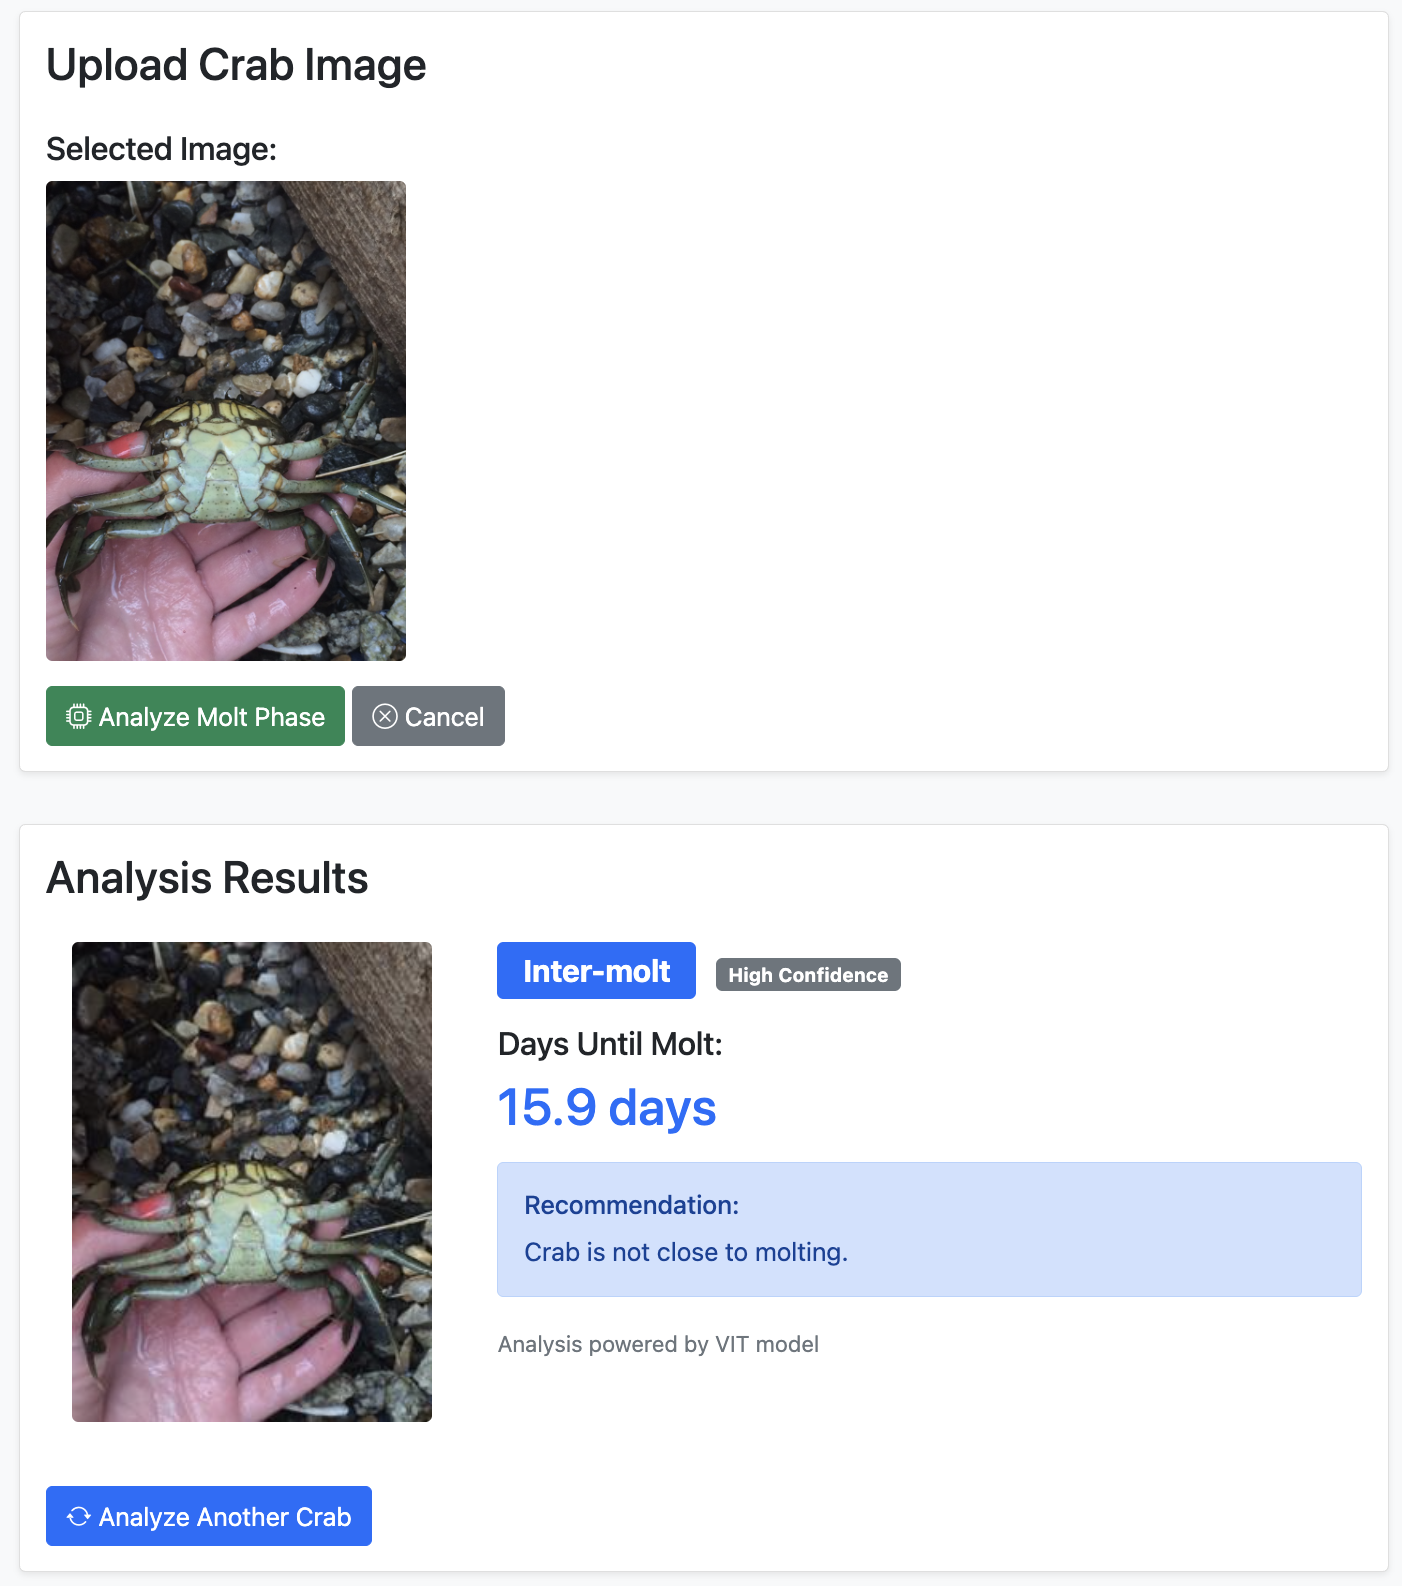 Upload Crab Image
Selected Image:
Analyze Molt Phase
Cancel
Analysis Results
Inter-molt
High Confidence
Days Until Molt:
15.9 days
Recommendation:
Crab is not close to molting.
Analysis powered by VIT model
Analyze Another Crab